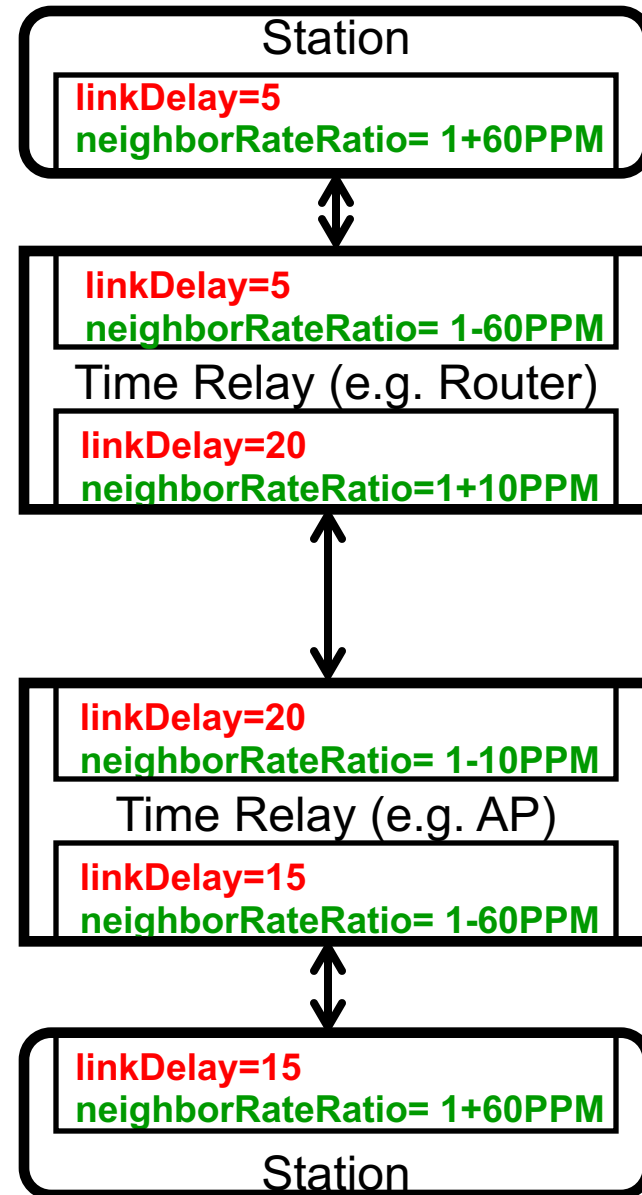 Station
linkDelay=5
neighborRateRatio= 1+60PPM
linkDelay=5
neighborRateRatio= 1-60PPM
Time Relay (e.g. Router)
linkDelay=20
neighborRateRatio=1+10PPM
linkDelay=20
neighborRateRatio= 1-10PPM
Time Relay (e.g. AP)
linkDelay=15
neighborRateRatio= 1-60PPM
linkDelay=15
neighborRateRatio= 1+60PPM
Station